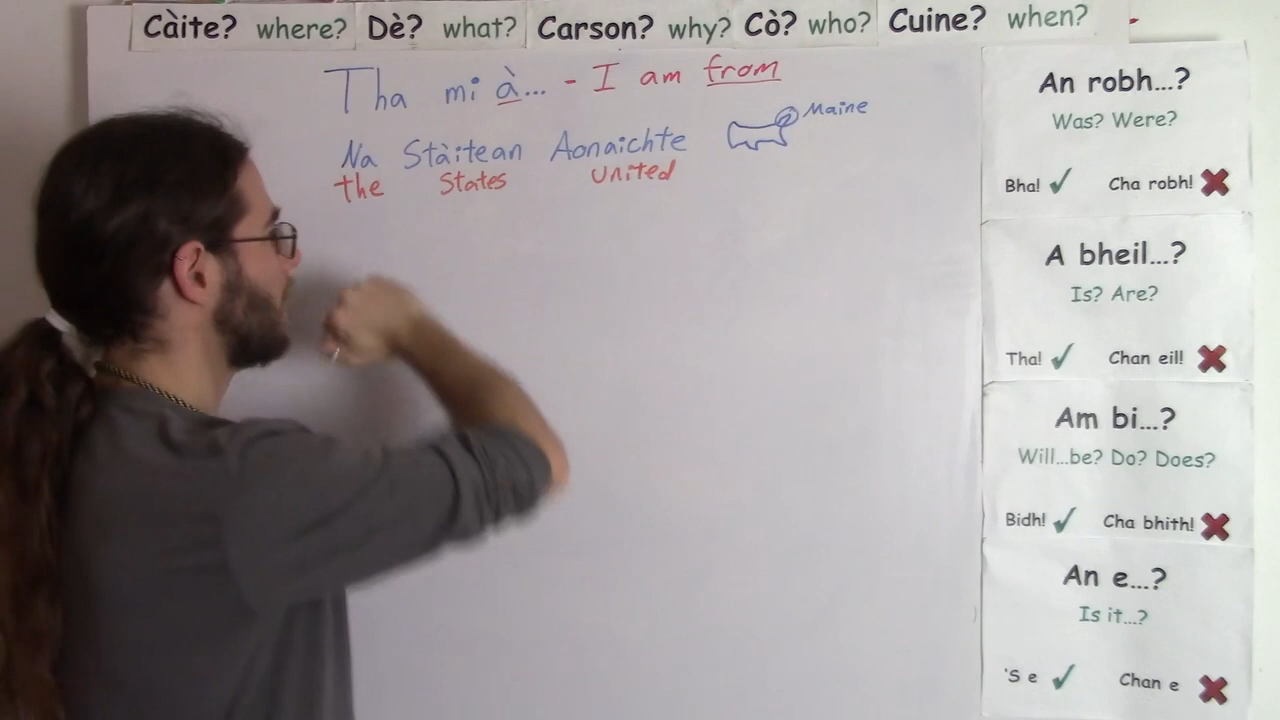 Càite? where? Dè? what? Carson? why? Cò? who? Cuine? when?
Tha mi à... - I am from
Na Stàitean Aonaichte Maine
the States United
An robh...?
Was? Were?
Bha! Cha robh!
A bheil...?
Is? Are?
Tha! Chan eil!
Am bi...?
Will...be? Do? Does?
Bidh! Cha bhith!
An e...?
Is it...?
'S e Chan e